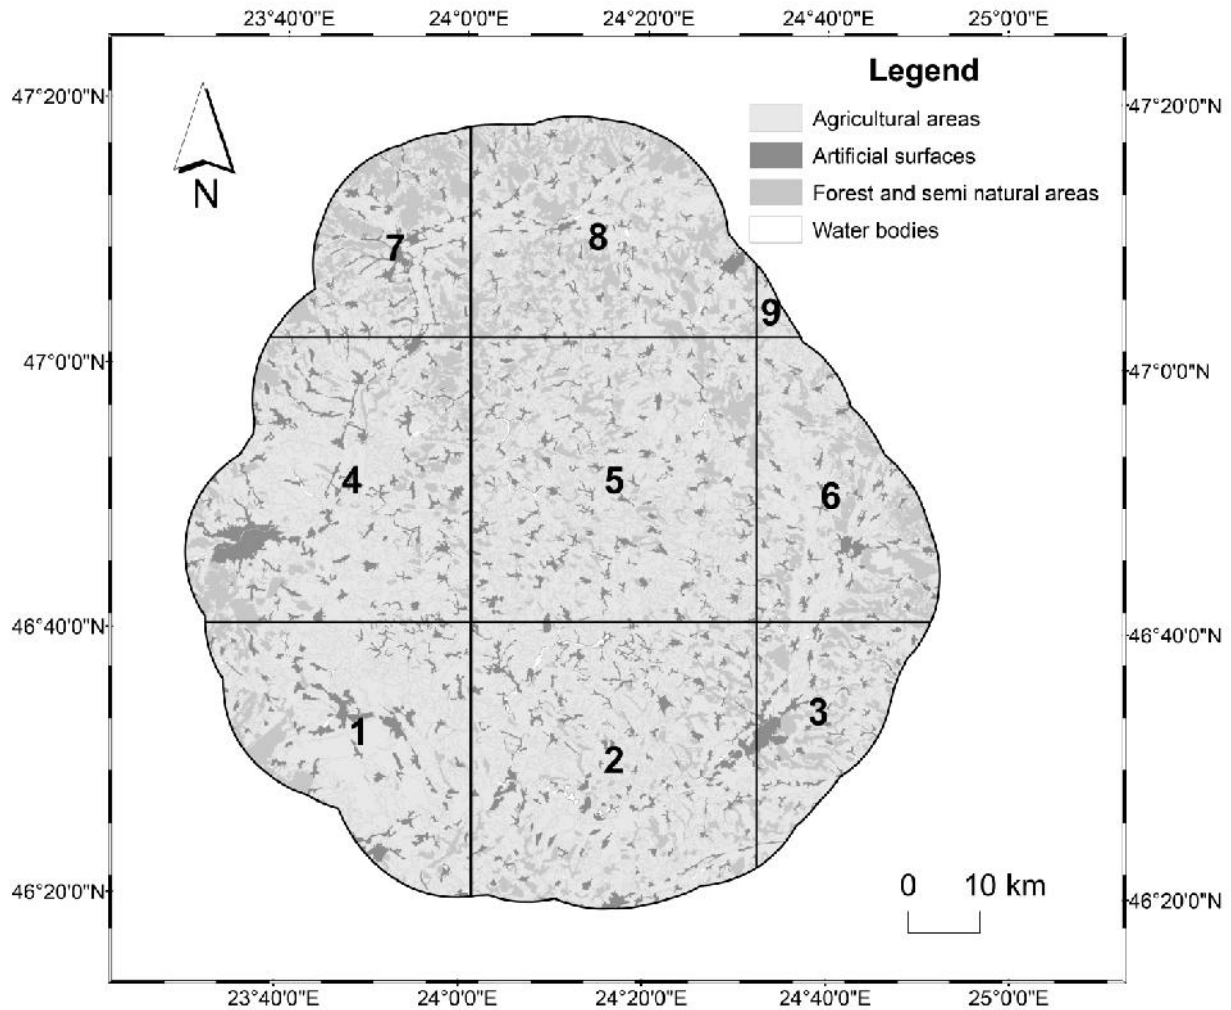 23°40'0"E 24°0'0"E 24°20'0"E 24°40'0"E 25°0'0"E
Legend
47°20'0"N 47°20'0"N
Agricultural areas
Artificial surfaces
N
Forest and semi natural areas
Water bodies
7 8
9
47°0'0"N 47°0'0"N
4 5 6
46°40'0"N 46°40'0"N
1 2 3
0 10 km
46°20'0"N 46°20'0"N
23°40'0"E 24°0'0"E 24°20'0"E 24°40'0"E 25°0'0"E